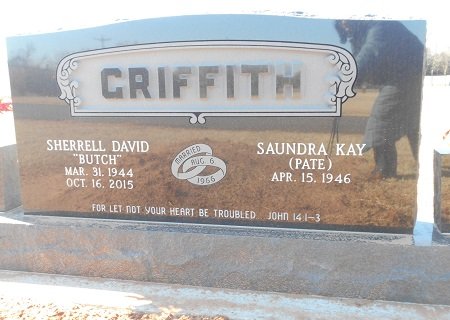 GRIFFITH
SHERRELL DAVID
"BUTCH"
MAR. 31, 1944
OCT. 16, 2015
MARRIED
AUG. 6
1966
SAUNDRA KAY
(PATE)
APR. 15, 1946
FOR LET NOT YOUR HEART BE TROUBLED JOHN 14:1-3